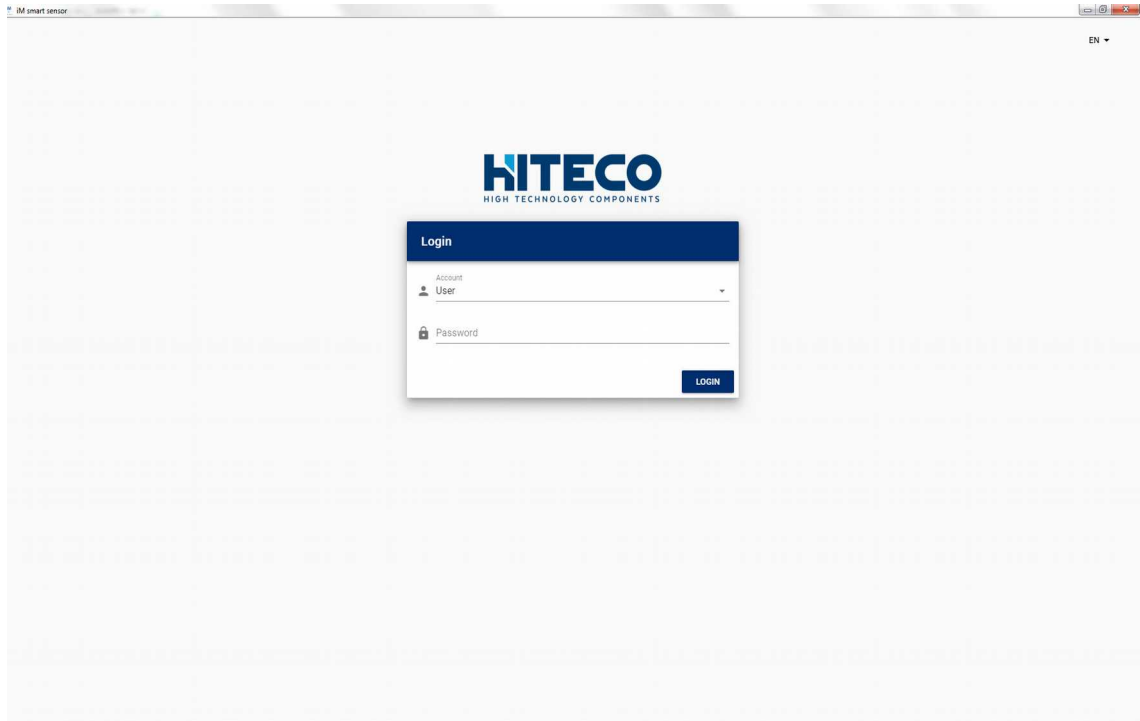 iM smart sensor
EN
HITECO
HIGH TECHNOLOGY COMPONENTS
Login
Account
User
Password
LOGIN